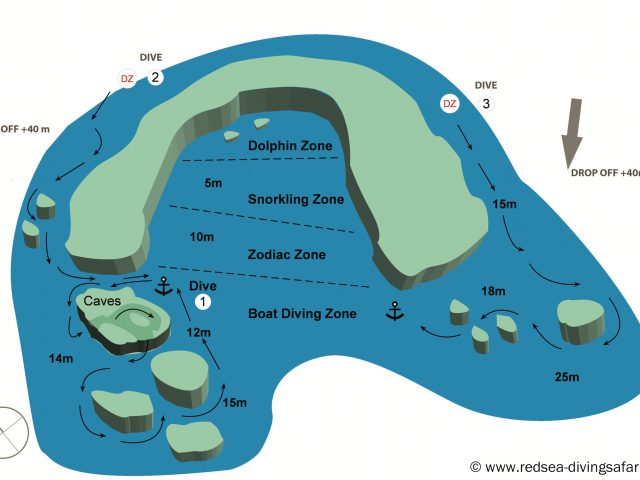 DIVE
DZ 2
DIVE
DZ 3
OFF +40 m
DROP OFF +40m
Dolphin Zone
5m
Snorkling Zone
15m
10m
Zodiac Zone
Dive
1
Caves
Boat Diving Zone
18m
12m
14m
25m
15m
© www.redsea-divingsafar